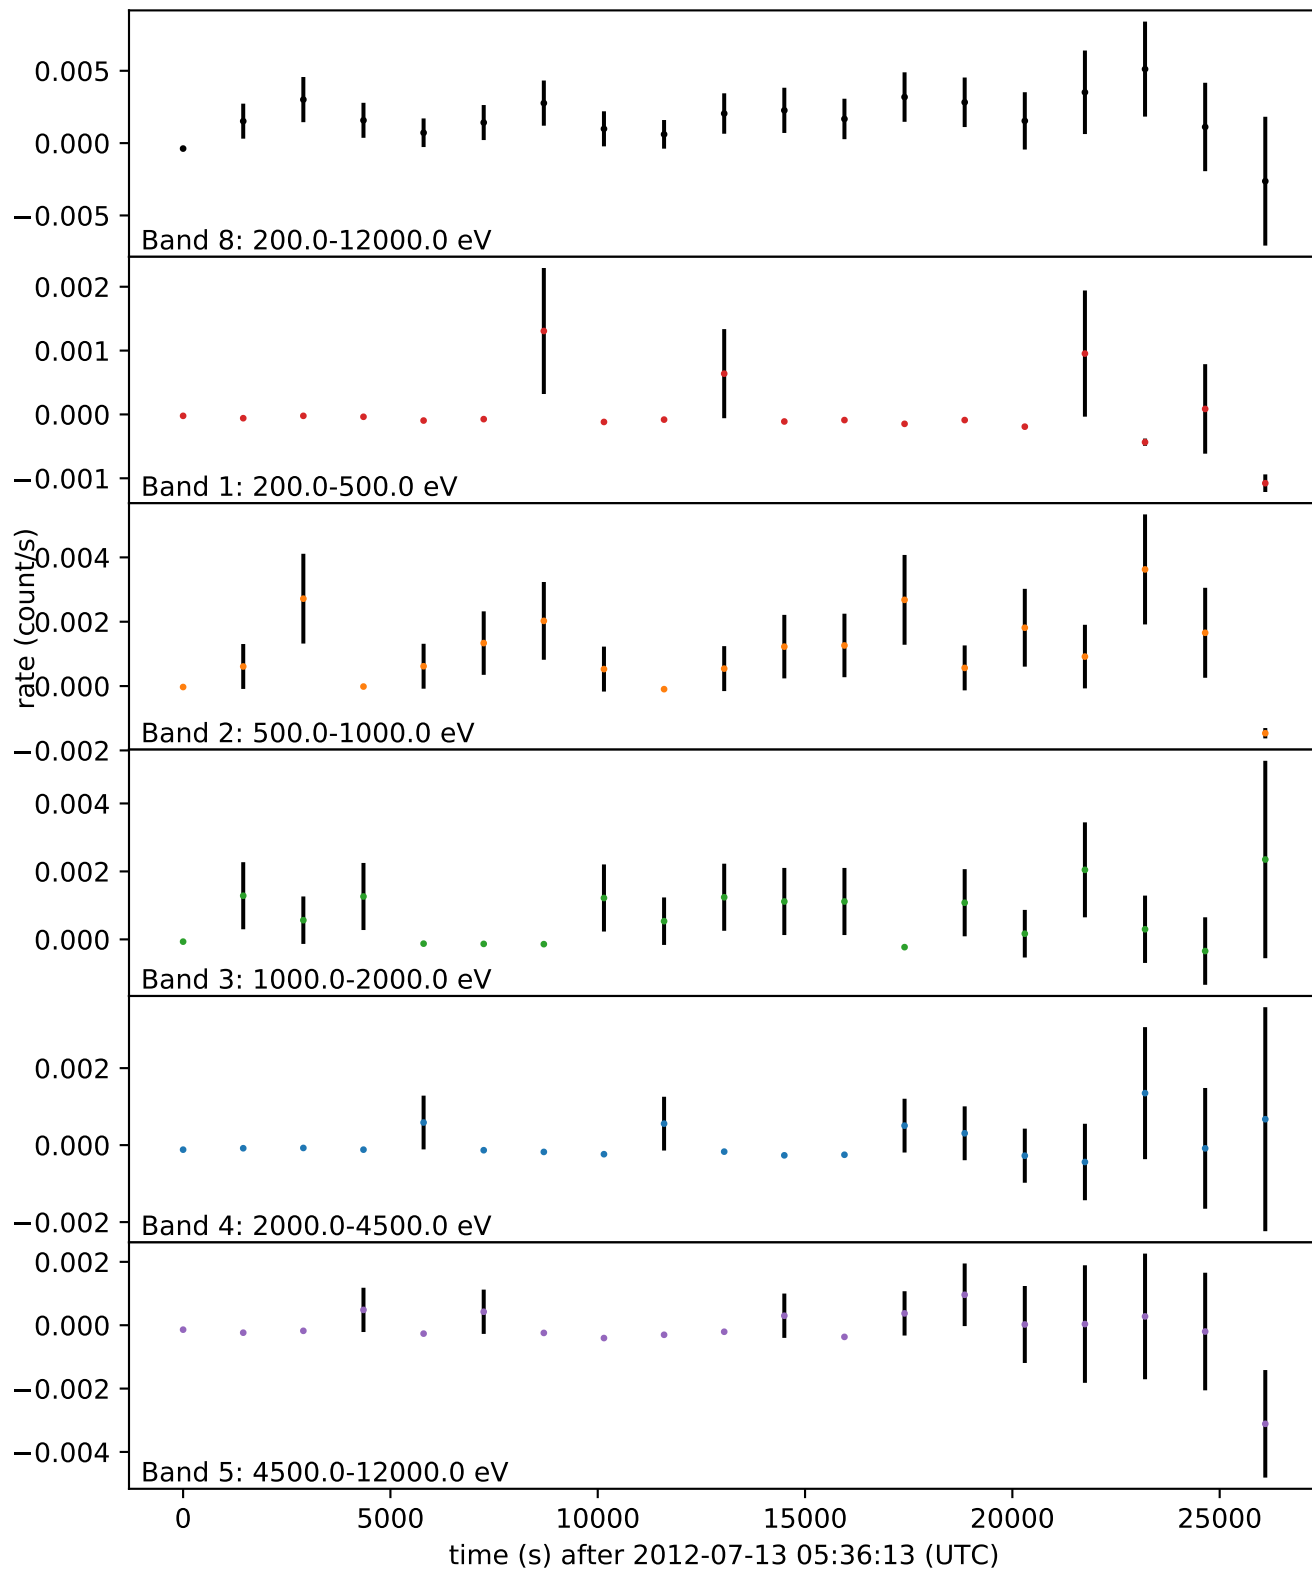 0.005
0.000
−0.005
Band 8: 200.0-12000.0 eV
0.002
0.001
0.000
−0.001
Band 1: 200.0-500.0 eV
rate (count/s)
0.004
0.002
0.000
−0.002
Band 2: 500.0-1000.0 eV
0.004
0.002
0.000
Band 3: 1000.0-2000.0 eV
0.002
0.000
−0.002
Band 4: 2000.0-4500.0 eV
0.002
0.000
−0.002
−0.004
Band 5: 4500.0-12000.0 eV
0 5000 10000 15000 20000 25000
time (s) after 2012-07-13 05:36:13 (UTC)